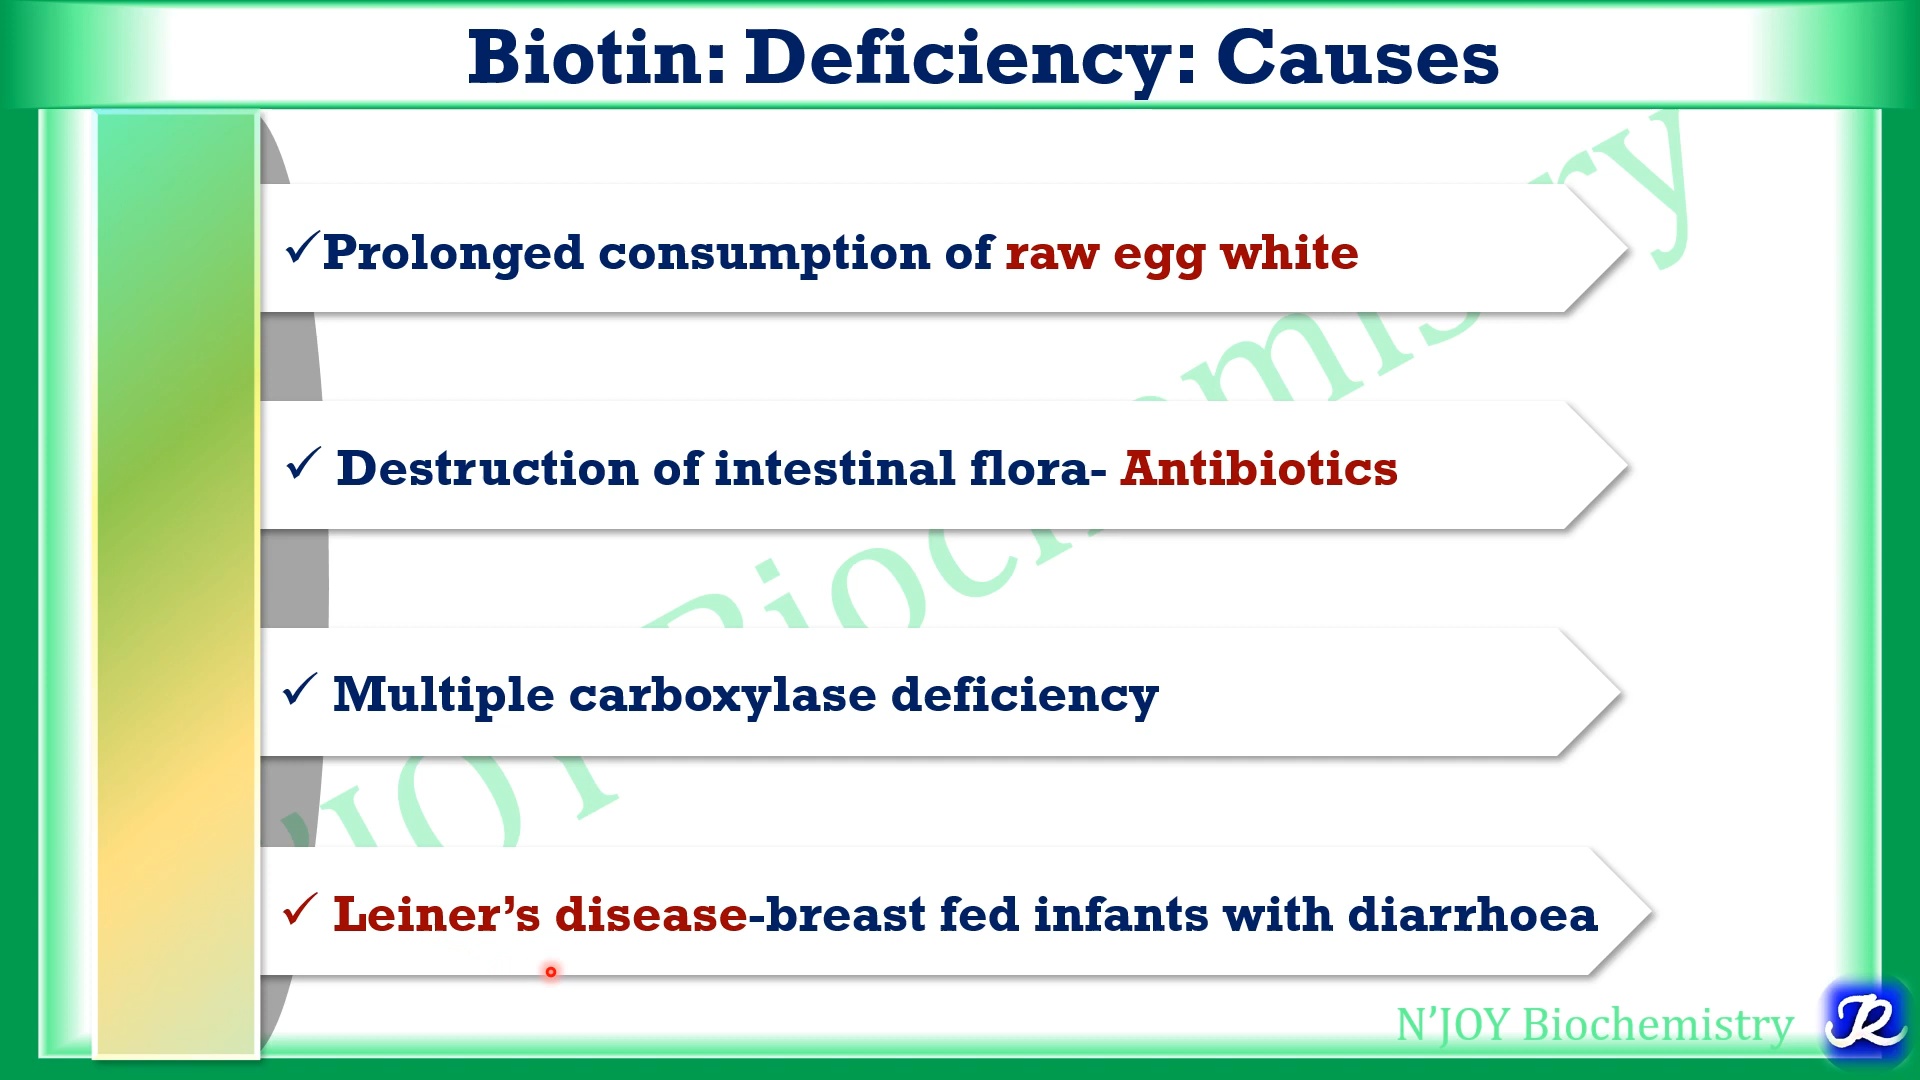 Biotin: Deficiency: Causes
✓Prolonged consumption of raw egg white
✓ Destruction of intestinal flora- Antibiotics
✓ Multiple carboxylase deficiency
✓ Leiner’s disease-breast fed infants with diarrhoea
N’JOY Biochemistry